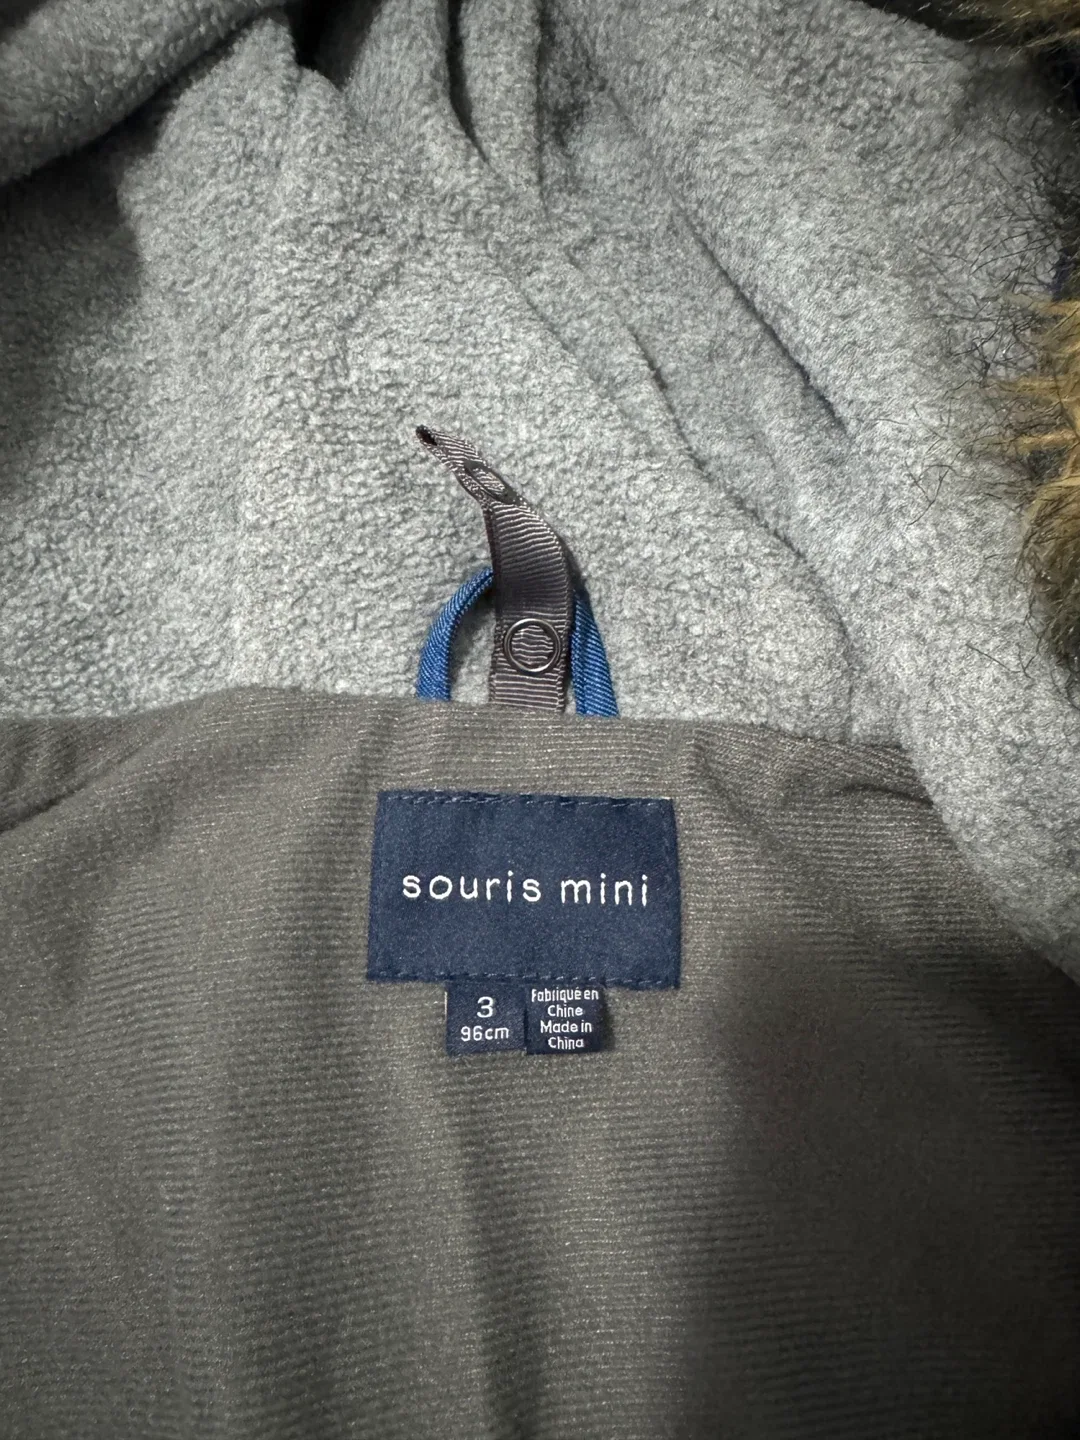 souris mini
3
96cm
Fabriqué en
Chine
Made in
China